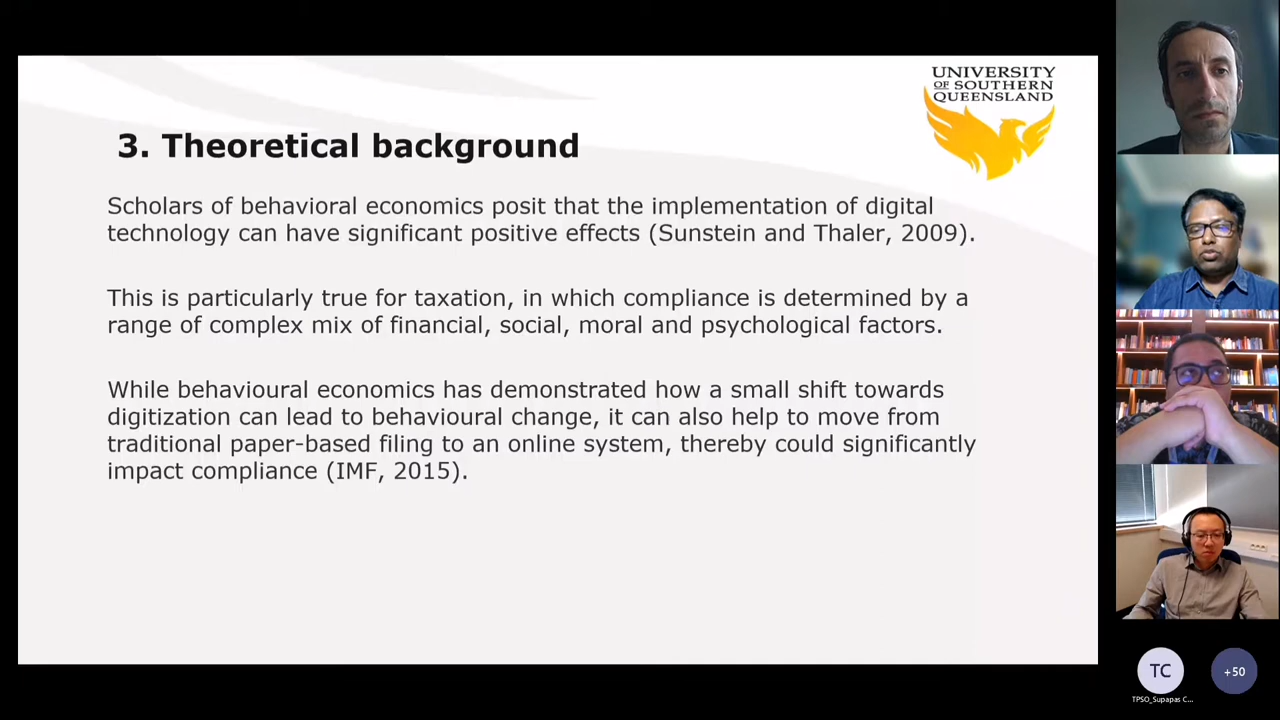 UNIVERSITY
OF SOUTHERN
QUEENSLAND
3. Theoretical background
Scholars of behavioral economics posit that the implementation of digital
technology can have significant positive effects (Sunstein and Thaler, 2009).
This is particularly true for taxation, in which compliance is determined by a
range of complex mix of financial, social, moral and psychological factors.
While behavioural economics has demonstrated how a small shift towards
digitization can lead to behavioural change, it can also help to move from
traditional paper-based filing to an online system, thereby could significantly
impact compliance (IMF, 2015).
TC
+50
TPSO_Supapas C...